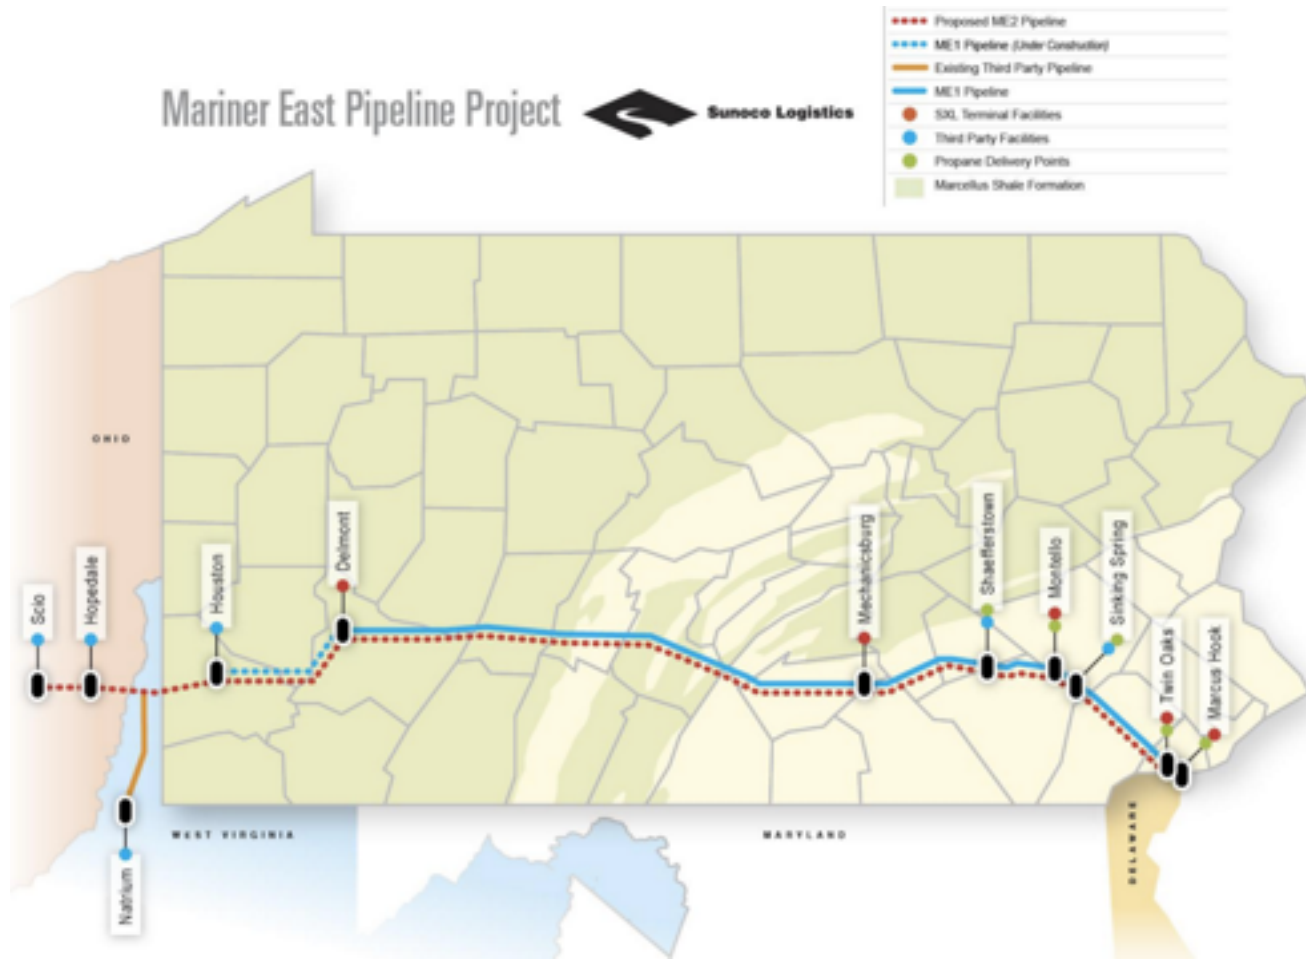 Proposed ME2 Pipeline
ME1 Pipeline (Under Construction)
Existing Third Party Pipeline
ME1 Pipeline
SXL Terminal Facilities
Third Party Facilities
Propane Delivery Points
Marcellus Shale Formation
Mariner East Pipeline Project
Sunoco Logistics
OHIO
Scio
Hopedale
Houston
Delmont
Mechanicsburg
Shaefferstown
Montello
Sinking Spring
Twin Oaks
Marcus Hook
Natrium
WEST VIRGINIA
MARYLAND
DELAWARE